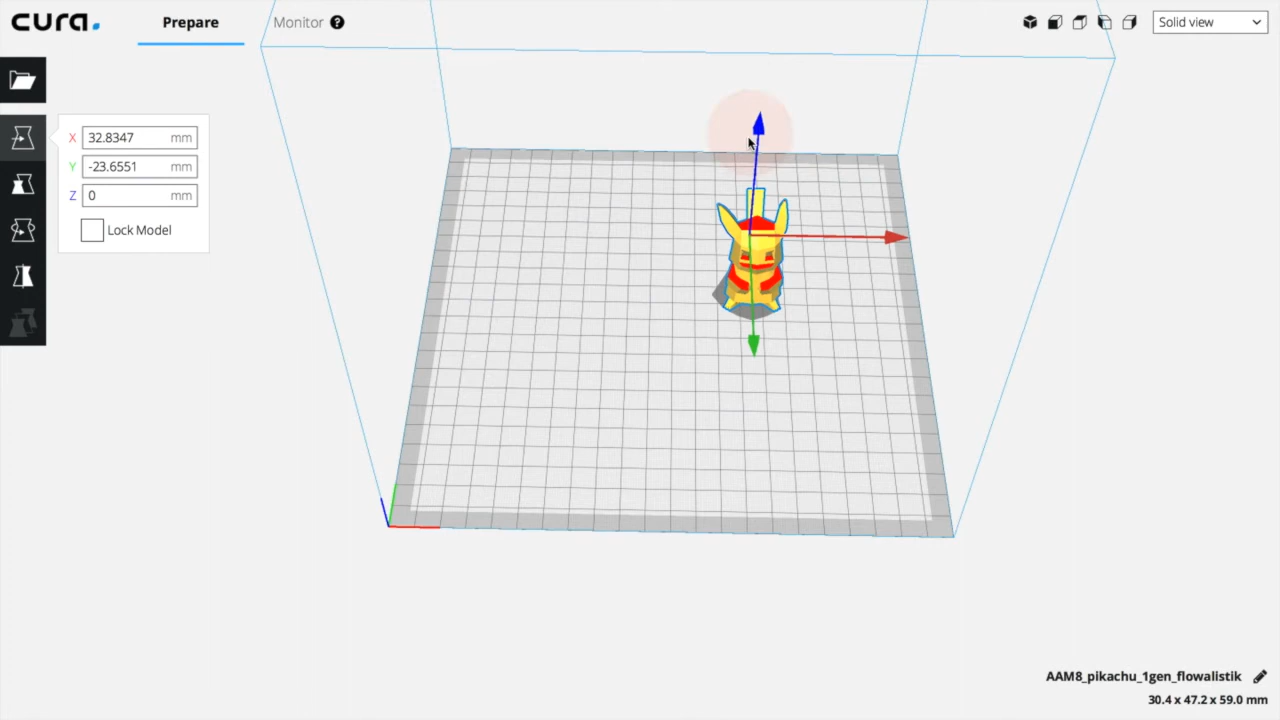 cura.
Prepare
Monitor ?
Solid view
X 32.8347 mm
Y -23.6551 mm
Z 0 mm
Lock Model
AAM8_pikachu_1gen_flowalistik
30.4 x 47.2 x 59.0 mm